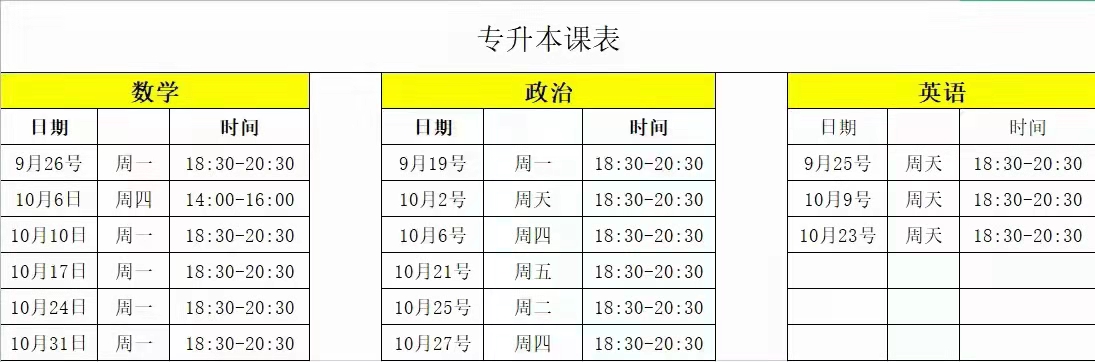 专升本课表
数学 政治 英语
日期 时间 日期 时间 日期 时间
9月26号 周一 18:30-20:30 9月19号 周一 18:30-20:30 9月25号 周天 18:30-20:30
10月6日 周四 14:00-16:00 10月2号 周天 18:30-20:30 10月9号 周天 18:30-20:30
10月10日 周一 18:30-20:30 10月6号 周四 18:30-20:30 10月23号 周天 18:30-20:30
10月17日 周一 18:30-20:30 10月21号 周五 18:30-20:30
10月24日 周一 18:30-20:30 10月25号 周二 18:30-20:30
10月31日 周一 18:30-20:30 10月27号 周四 18:30-20:30